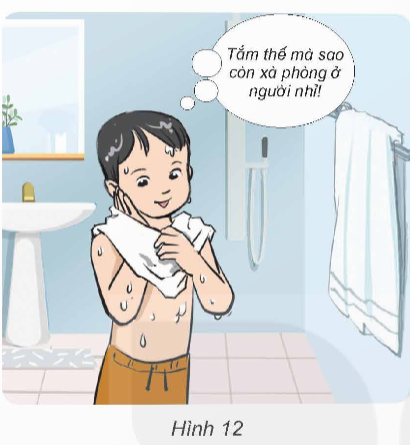 Tắm thế mà sao
còn xà phòng ở
người nhỉ!
Hình 12